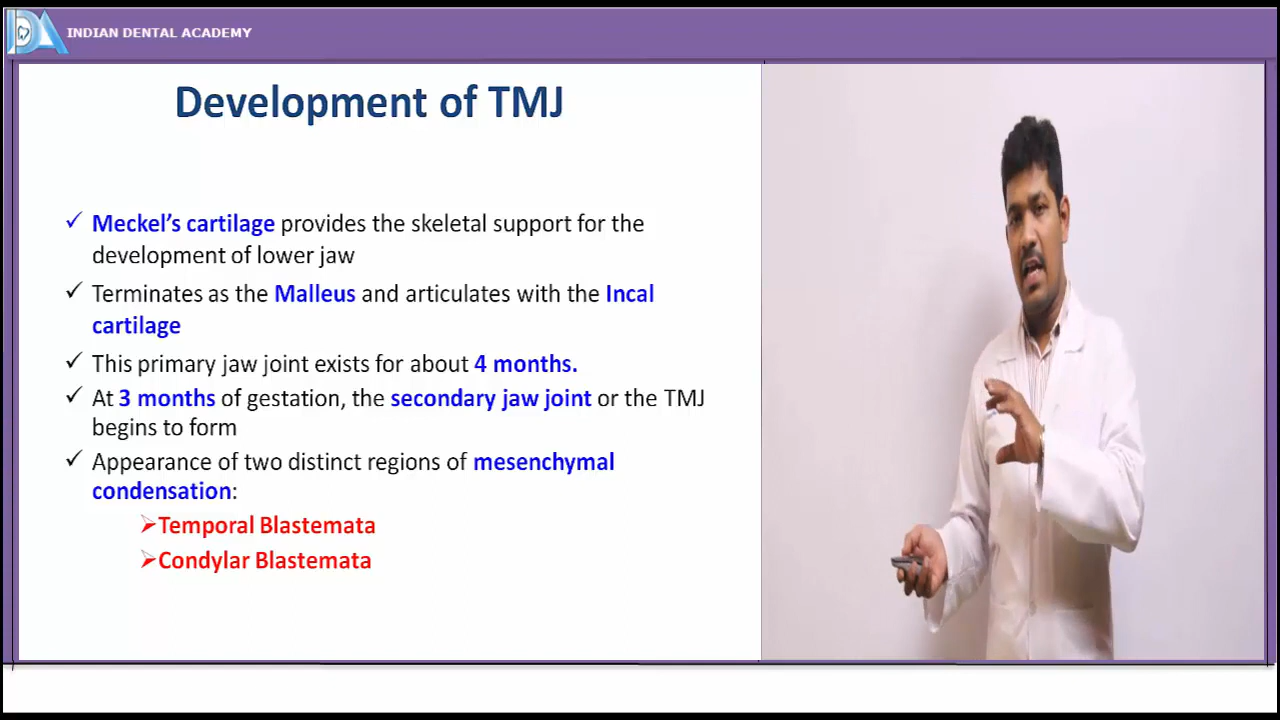 IDA INDIAN DENTAL ACADEMY
Development of TMJ
✓ Meckel’s cartilage provides the skeletal support for the
development of lower jaw
✓ Terminates as the Malleus and articulates with the Incal
cartilage
✓ This primary jaw joint exists for about 4 months.
✓ At 3 months of gestation, the secondary jaw joint or the TMJ
begins to form
✓ Appearance of two distinct regions of mesenchymal
condensation:
➢Temporal Blastemata
➢Condylar Blastemata